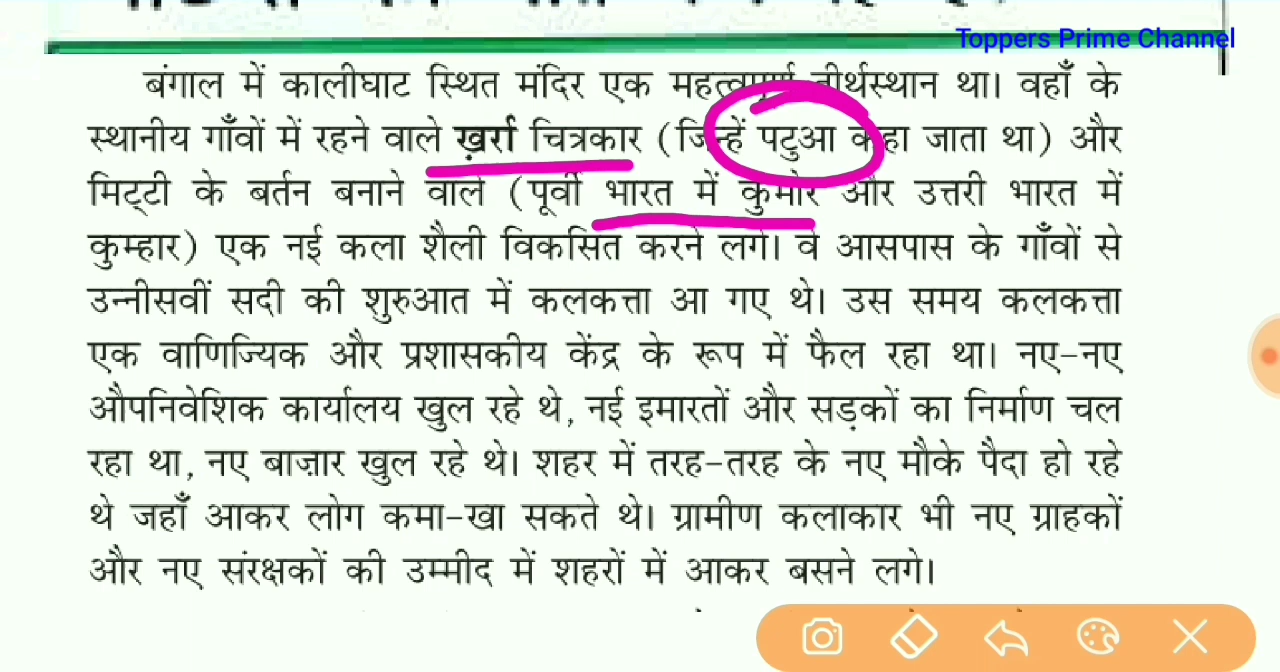 Toppers Prime Channel
बंगाल में कालीघाट स्थित मंदिर एक महत्वपूर्ण तीर्थस्थान था। वहाँ के
स्थानीय गाँवों में रहने वाले ख़र्रा चित्रकार (जिन्हें पटुआ कहा जाता था) और
मिट्टी के बर्तन बनाने वाले (पूर्वी भारत में कुमोर और उत्तरी भारत में
कुम्हार) एक नई कला शैली विकसित करने लगे। वे आसपास के गाँवों से
उन्नीसवीं सदी की शुरुआत में कलकत्ता आ गए थे। उस समय कलकत्ता
एक वाणिज्यिक और प्रशासकीय केंद्र के रूप में फैल रहा था। नए-नए
औपनिवेशिक कार्यालय खुल रहे थे, नई इमारतों और सड़कों का निर्माण चल
रहा था, नए बाज़ार खुल रहे थे। शहर में तरह-तरह के नए मौके पैदा हो रहे
थे जहाँ आकर लोग कमा-खा सकते थे। ग्रामीण कलाकार भी नए ग्राहकों
और नए संरक्षकों की उम्मीद में शहरों में आकर बसने लगे।